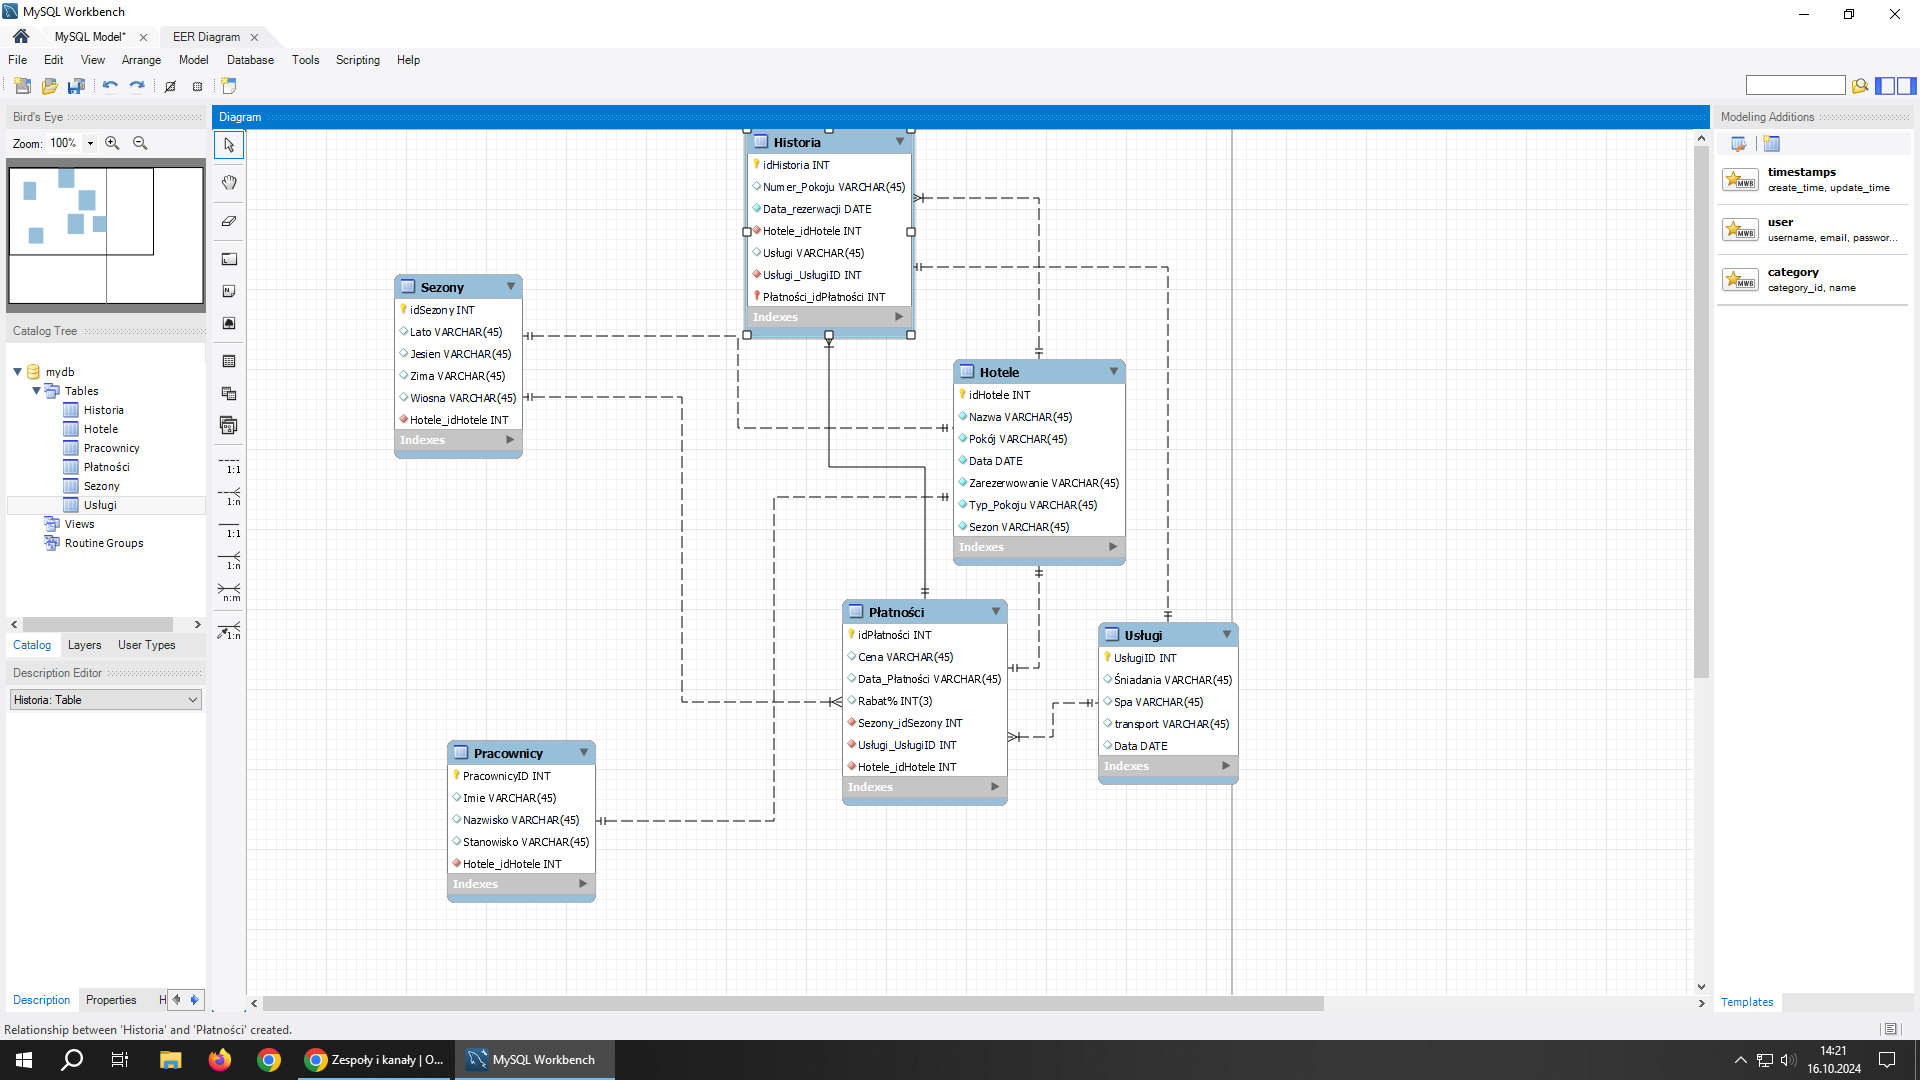 MySQL Workbench
MySQL Model*
EER Diagram
File Edit View Arrange Model Database Tools Scripting Help
Bird's Eye
Zoom: 100%
Catalog Tree
mydb
Tables
Historia
Hotele
Pracownicy
Płatności
Sezony
Usługi
Views
Routine Groups
Catalog Layers User Types
Description Editor
Historia: Table
Description Properties H
1:1
1:n
1:1
1:n
n:m
1:n
Diagram
Historia
idHistoria INT
Numer_Pokoju VARCHAR(45)
Data_rezerwacji DATE
Hotele_idHotele INT
Usługi VARCHAR(45)
Usługi_UsługiID INT
Płatności_idPłatności INT
Indexes
Sezony
idSezony INT
Lato VARCHAR(45)
Jesien VARCHAR(45)
Zima VARCHAR(45)
Wiosna VARCHAR(45)
Hotele_idHotele INT
Indexes
Hotele
idHotele INT
Nazwa VARCHAR(45)
Pokój VARCHAR(45)
Data DATE
Zarezerwowanie VARCHAR(45)
Typ_Pokoju VARCHAR(45)
Sezon VARCHAR(45)
Indexes
Płatności
idPłatności INT
Cena VARCHAR(45)
Data_Płatności VARCHAR(45)
Rabat% INT(3)
Sezony_idSezony INT
Usługi_UsługiID INT
Hotele_idHotele INT
Indexes
Usługi
UsługiID INT
Śniadania VARCHAR(45)
Spa VARCHAR(45)
transport VARCHAR(45)
Data DATE
Indexes
Pracownicy
PracownicyID INT
Imie VARCHAR(45)
Nazwisko VARCHAR(45)
Stanowisko VARCHAR(45)
Hotele_idHotele INT
Indexes
Modeling Additions
MWB
timestamps
create_time, update_time
MWB
user
username, email, passwor...
MWB
category
category_id, name
Templates
Relationship between 'Historia' and 'Płatności' created.
Zespoły i kanały | O...
MySQL Workbench
14:21
16.10.2024